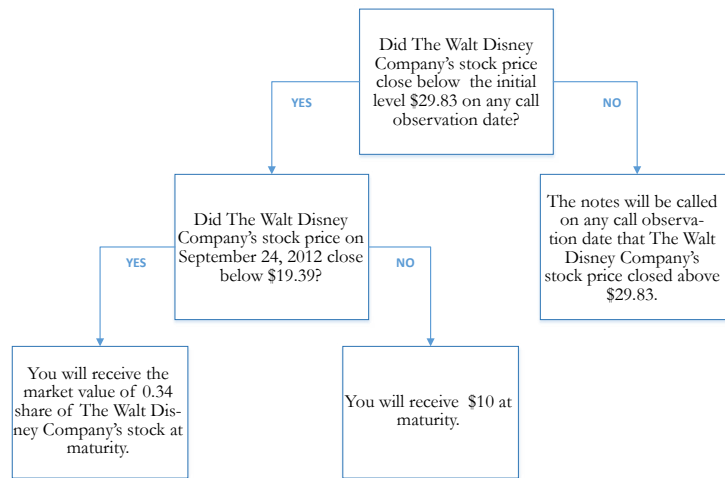 Did The Walt Disney
Company's stock price
close below the initial
level $29.83 on any call
observation date?
YES
NO
Did The Walt Disney
Company's stock price on
September 24, 2012 close
below $19.39?
The notes will be called
on any call observa-
tion date that The Walt
Disney Company's
stock price closed above
$29.83.
YES
NO
You will receive the
market value of 0.34
share of The Walt Dis-
ney Company's stock at
maturity.
You will receive $10 at
maturity.